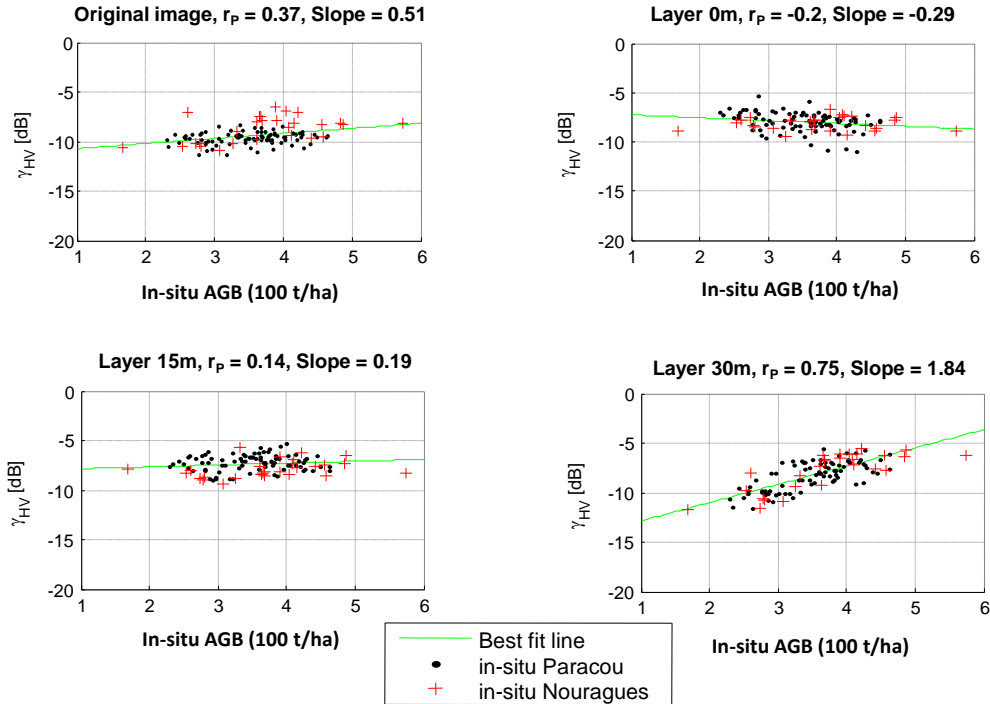 Original image, rP = 0.37, Slope = 0.51
0
-5
-10
-15
-20
γHV [dB]
1 2 3 4 5 6
In-situ AGB (100 t/ha)
Layer 0m, rP = -0.2, Slope = -0.29
0
-5
-10
-15
-20
γHV [dB]
1 2 3 4 5 6
In-situ AGB (100 t/ha)
Layer 15m, rP = 0.14, Slope = 0.19
0
-5
-10
-15
-20
γHV [dB]
1 2 3 4 5 6
In-situ AGB (100 t/ha)
Layer 30m, rP = 0.75, Slope = 1.84
0
-5
-10
-15
-20
γHV [dB]
1 2 3 4 5 6
In-situ AGB (100 t/ha)
Best fit line
in-situ Paracou
in-situ Nouragues